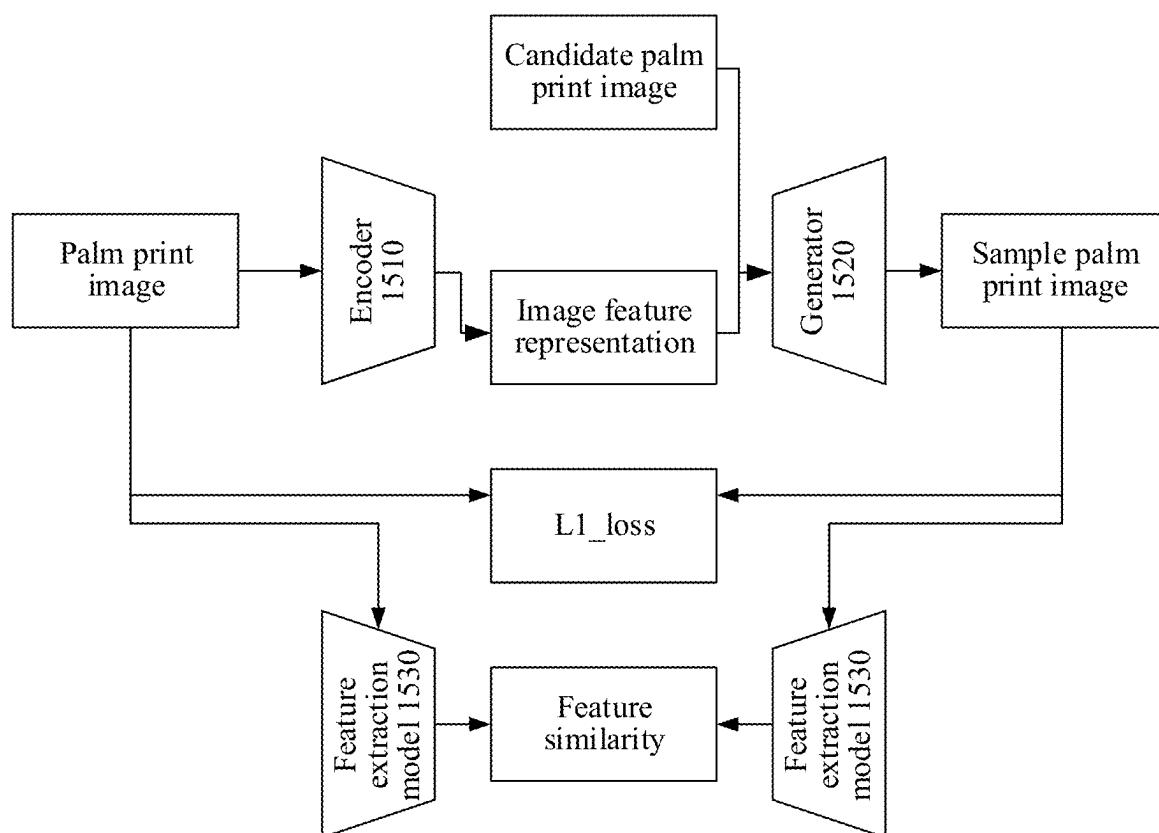 Candidate palm
print image
Palm print
image
Encoder
1510
Image feature
representation
Generator
1520
Sample palm
print image
L1_loss
Feature
extraction
model 1530
Feature
similarity
Feature
extraction
model 1530